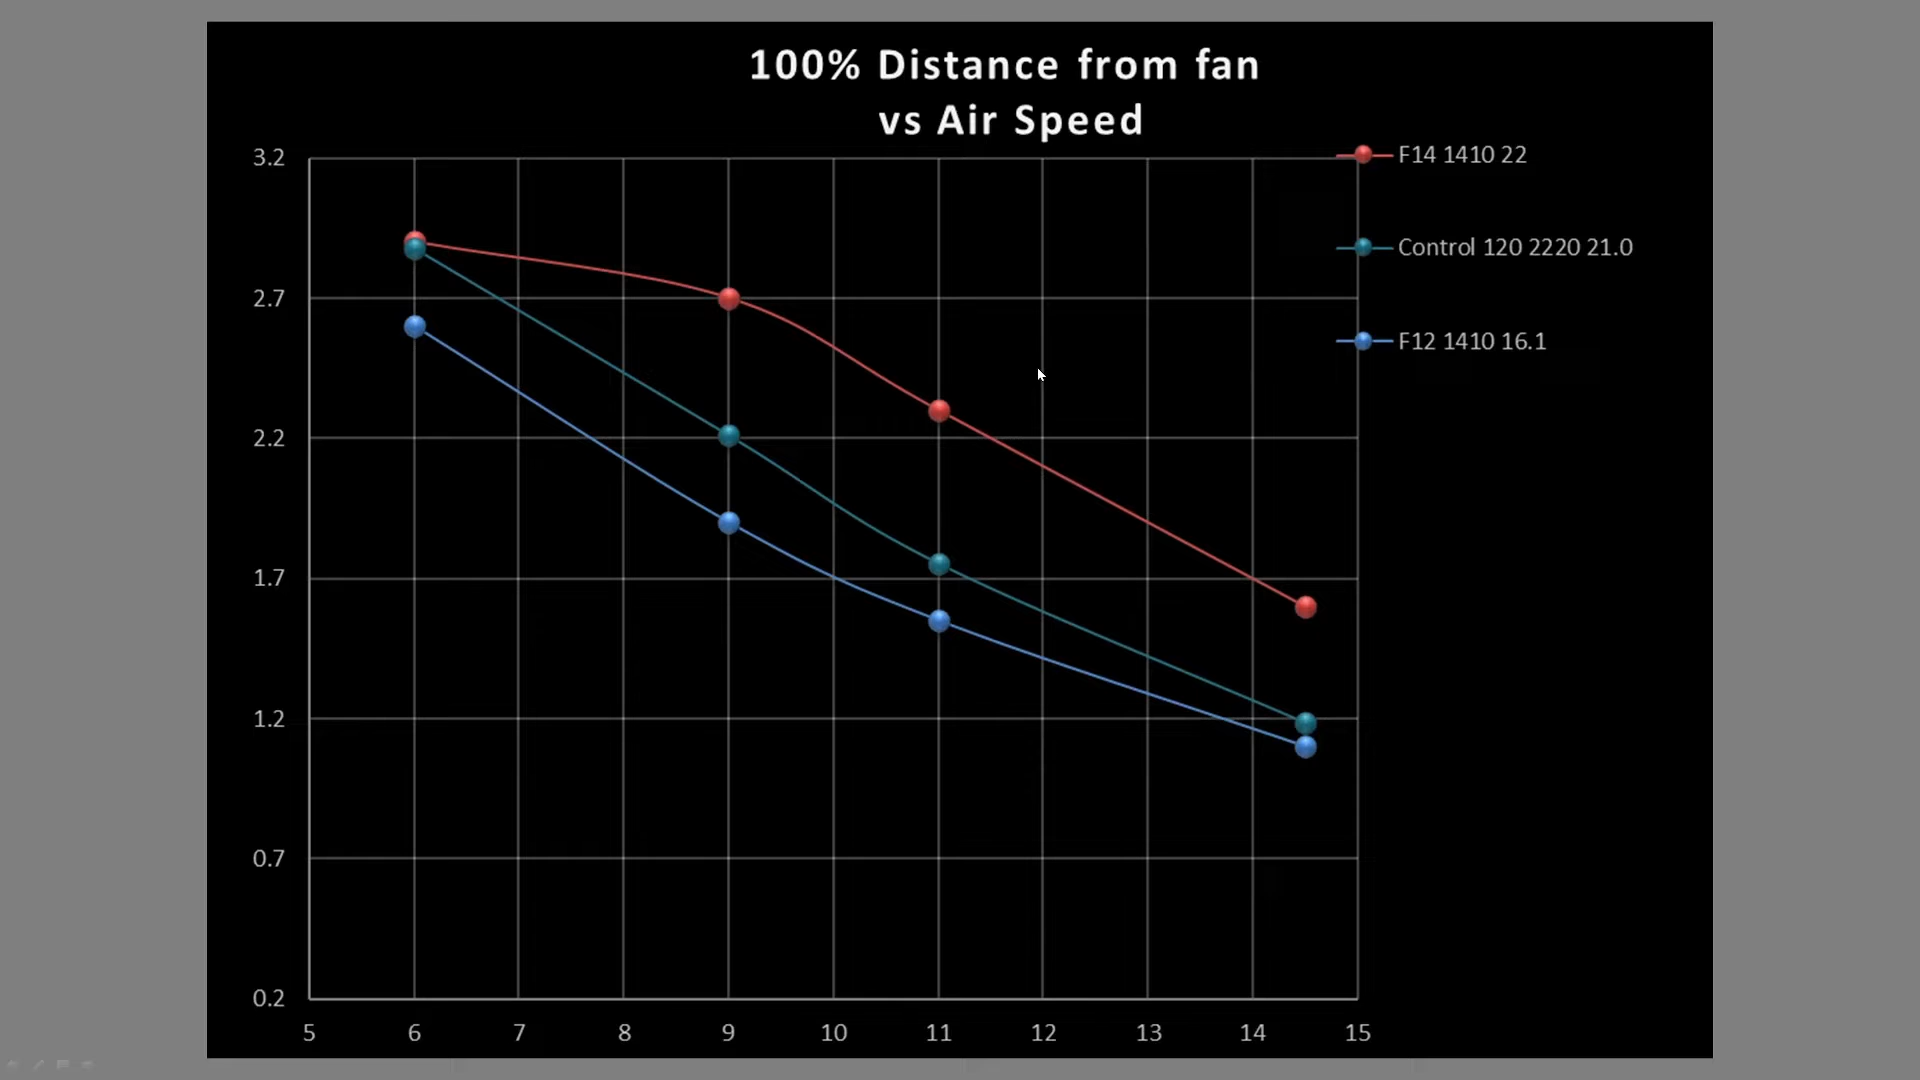 100% Distance from fan
vs Air Speed
F14 1410 22
Control 120 2220 21.0
F12 1410 16.1
3.2
2.7
2.2
1.7
1.2
0.7
0.2
5 6 7 8 9 10 11 12 13 14 15